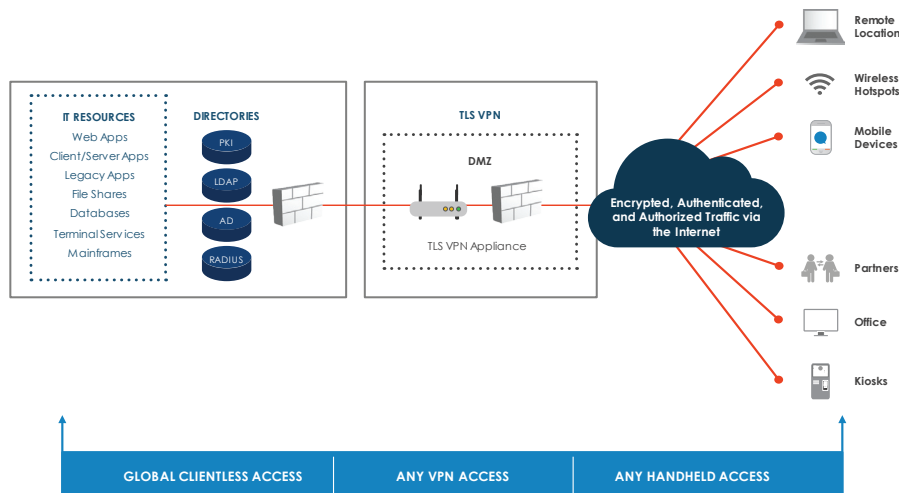 IT RESOURCES
Web Apps
Client/Server Apps
Legacy Apps
File Shares
Databases
Terminal Services
Mainframes
DIRECTORIES
PKI
LDAP
AD
RADIUS
TLS VPN
DMZ
TLS VPN Appliance
Encrypted, Authenticated,
and Authorized Traffic via
the Internet
Remote
Location
Wireless
Hotspots
Mobile
Devices
Partners
Office
Kiosks
GLOBAL CLIENTLESS ACCESS
ANY VPN ACCESS
ANY HANDHELD ACCESS